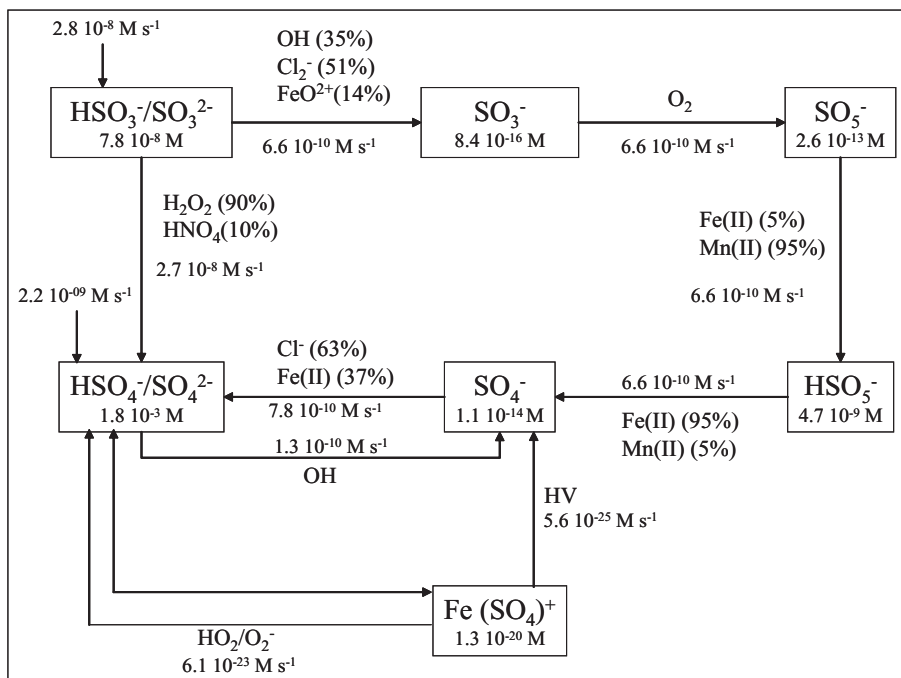 2.8 10⁻⁸ M s⁻¹
OH (35%)
Cl₂⁻ (51%)
FeO²⁺(14%)
HSO₃⁻/SO₃²⁻
7.8 10⁻⁸ M
6.6 10⁻¹⁰ M s⁻¹
SO₃⁻
8.4 10⁻¹⁶ M
O₂
6.6 10⁻¹⁰ M s⁻¹
SO₅⁻
2.6 10⁻¹³ M
H₂O₂ (90%)
HNO₄(10%)
2.7 10⁻⁸ M s⁻¹
Fe(II) (5%)
Mn(II) (95%)
6.6 10⁻¹⁰ M s⁻¹
2.2 10⁻⁰⁹ M s⁻¹
HSO₄⁻/SO₄²⁻
1.8 10⁻³ M
Cl⁻ (63%)
Fe(II) (37%)
7.8 10⁻¹⁰ M s⁻¹
1.3 10⁻¹⁰ M s⁻¹
OH
SO₄⁻
1.1 10⁻¹⁴ M
6.6 10⁻¹⁰ M s⁻¹
Fe(II) (95%)
Mn(II) (5%)
HSO₅⁻
4.7 10⁻⁹ M
HV
5.6 10⁻²⁵ M s⁻¹
Fe (SO₄)⁺
1.3 10⁻²⁰ M
HO₂/O₂⁻
6.1 10⁻²³ M s⁻¹